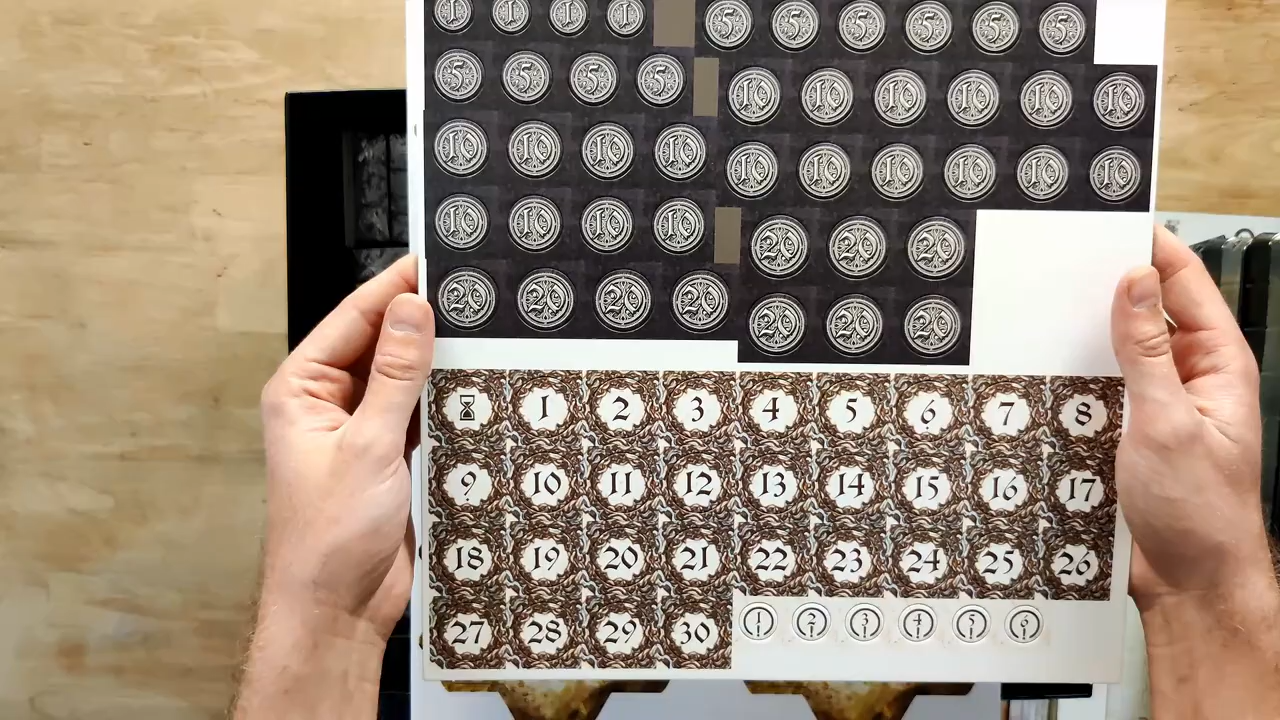 1 1 1 1 5 5 5 5 5 5
5 5 5 5 10 10 10 10 10 10
10 10 10 10 10 10 10 10 10 10
10 10 10 10 20 20 20
20 20 20 20 20 20 20
1 2 3 4 5 6 7 8
9 10 11 12 13 14 15 16 17
18 19 20 21 22 23 24 25 26
27 28 29 30 1 2 3 4 5 6